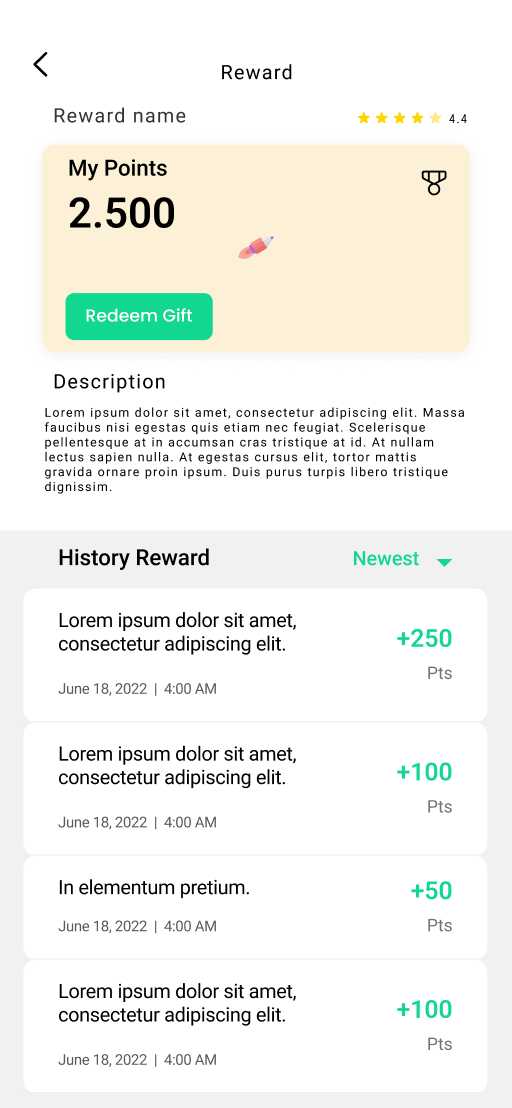 Reward
Reward name
4.4
My Points
2.500
Redeem Gift
Description
Lorem ipsum dolor sit amet, consectetur adipiscing elit. Massa
faucibus nisi egestas quis etiam nec feugiat. Scelerisque
pellentesque at in accumsan cras tristique at id. At nullam
lectus sapien nulla. At egestas cursus elit, tortor mattis
gravida ornare proin ipsum. Duis purus turpis libero tristique
dignissim.
History Reward
Newest
Lorem ipsum dolor sit amet,
consectetur adipiscing elit.
+250
Pts
June 18, 2022 | 4:00 AM
Lorem ipsum dolor sit amet,
consectetur adipiscing elit.
+100
Pts
June 18, 2022 | 4:00 AM
In elementum pretium.
+50
Pts
June 18, 2022 | 4:00 AM
Lorem ipsum dolor sit amet,
consectetur adipiscing elit.
+100
Pts
June 18, 2022 | 4:00 AM